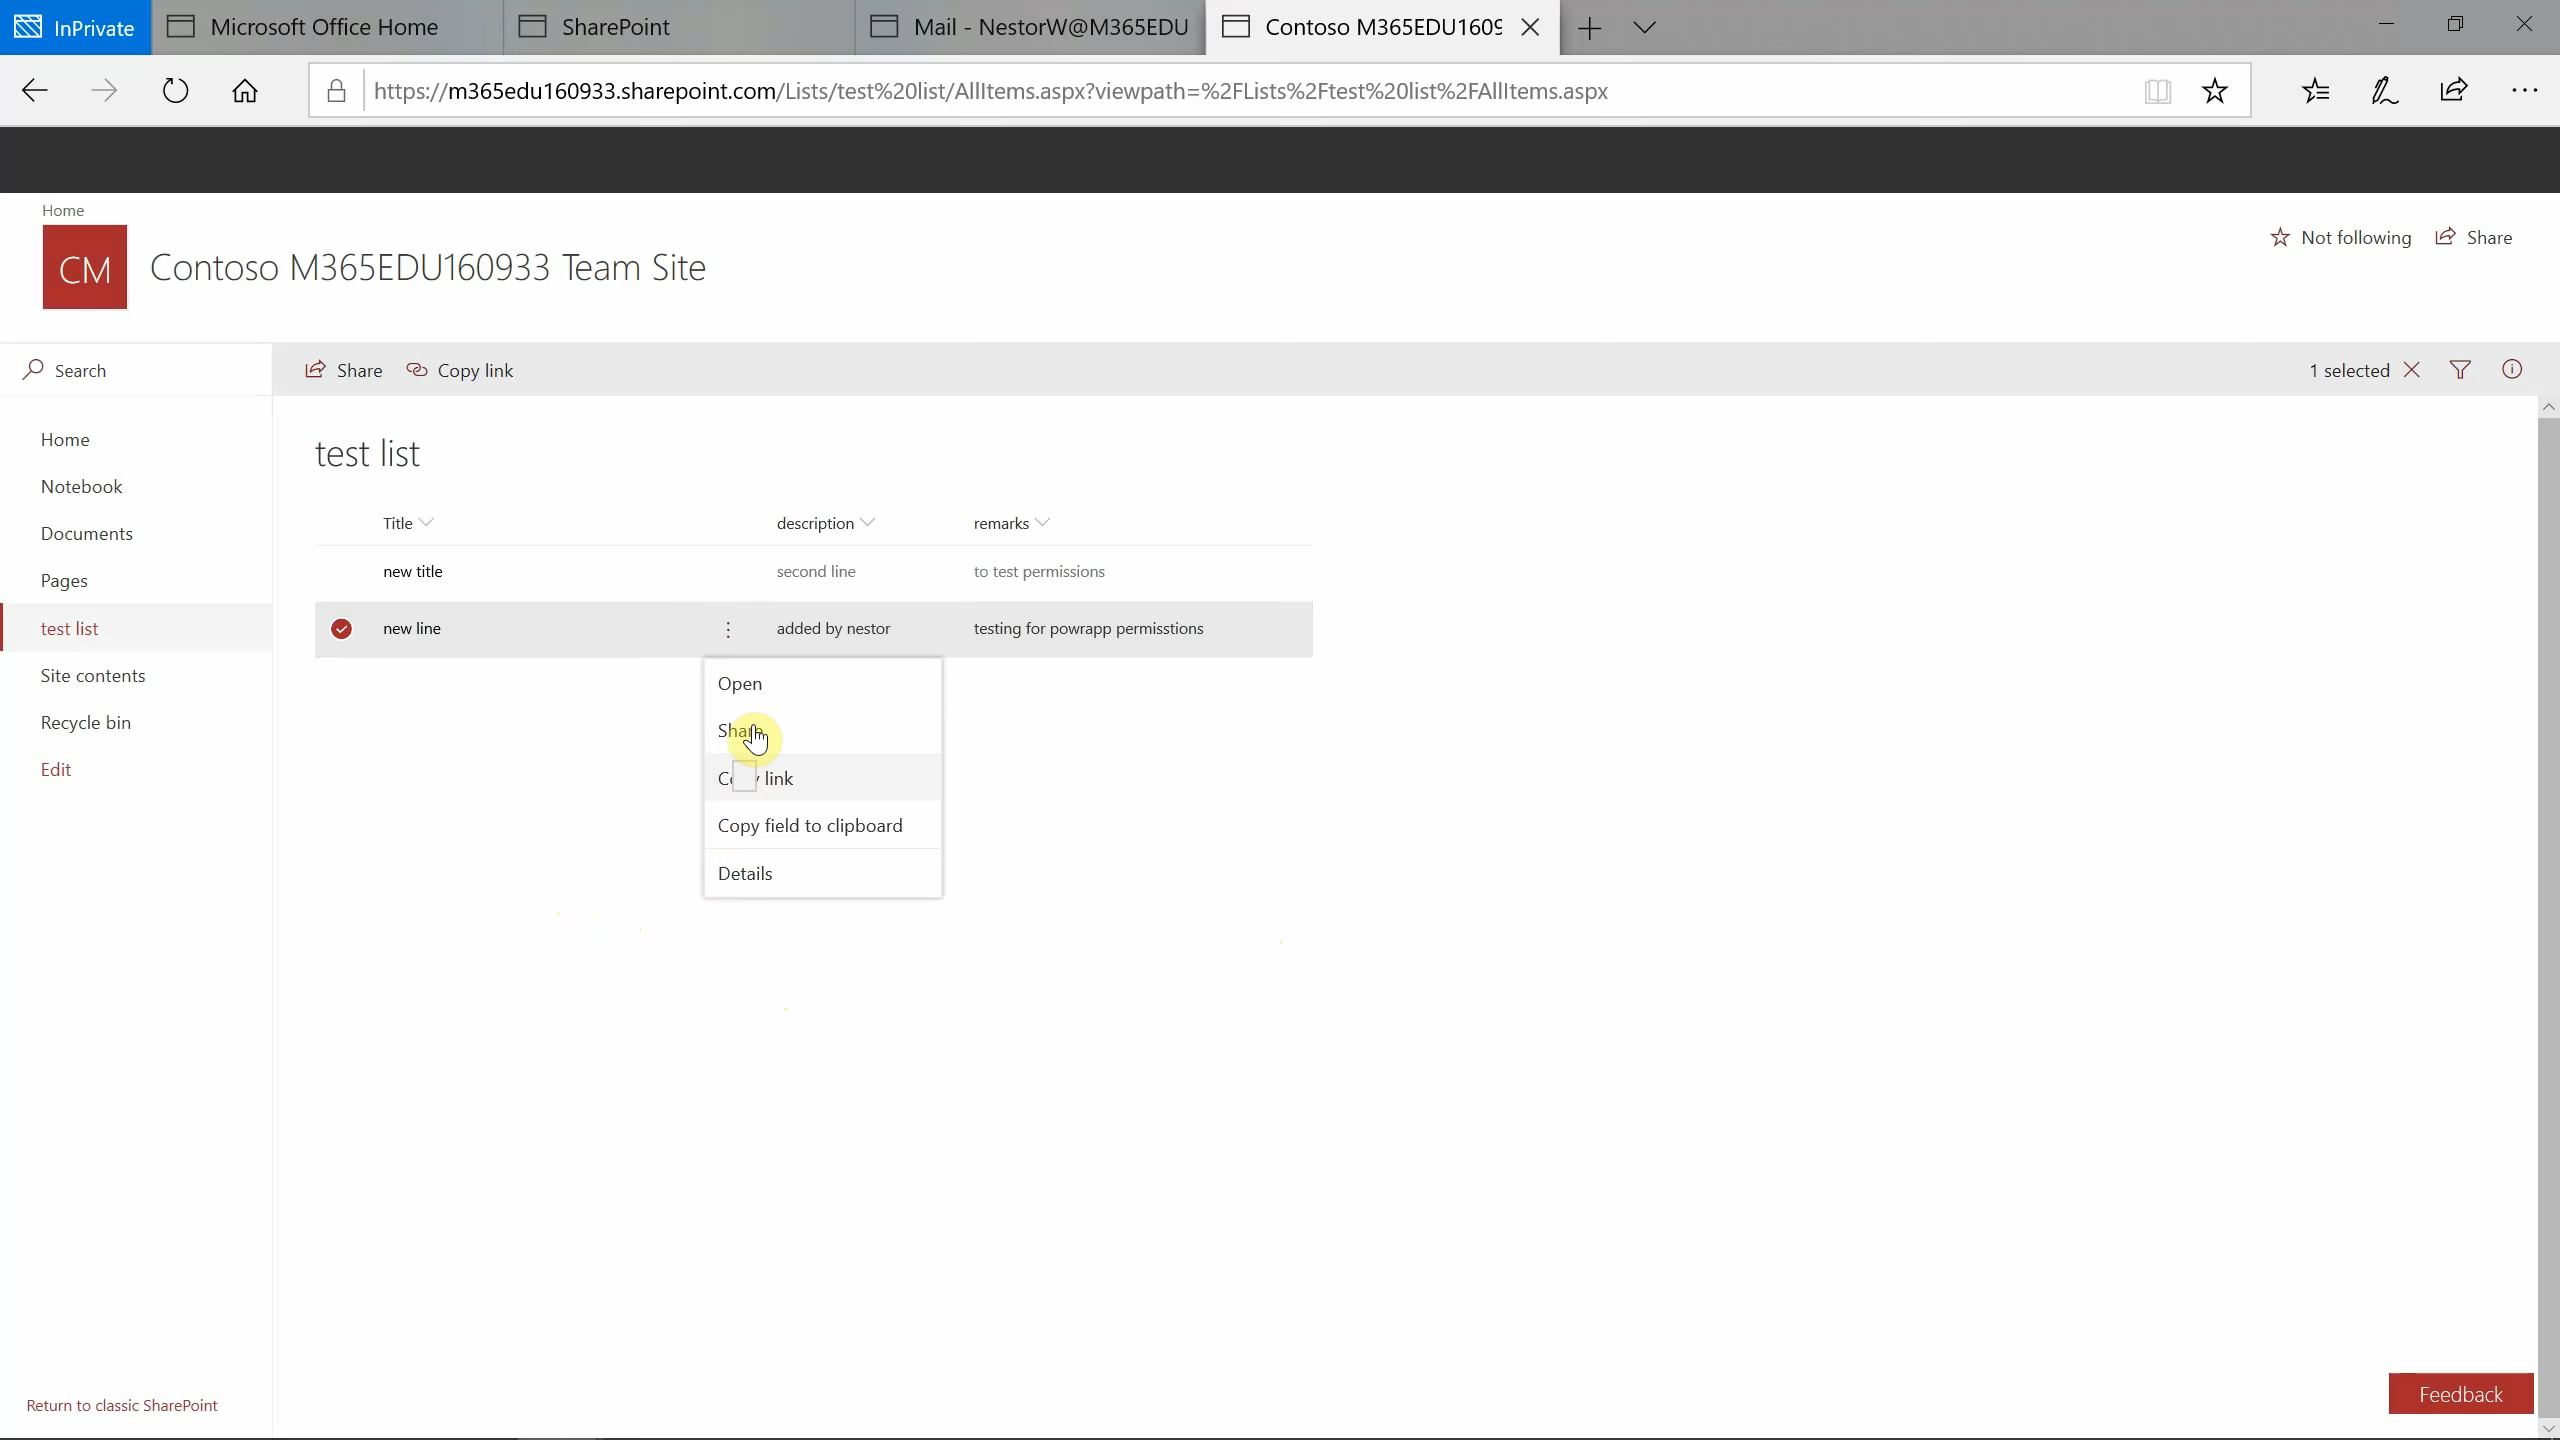 InPrivate
Microsoft Office Home
SharePoint
Mail - NestorW@M365EDU
Contoso M365EDU1609
https://m365edu160933.sharepoint.com/Lists/test%20list/AllItems.aspx?viewpath=%2FLists%2Ftest%20list%2FAllItems.aspx
Home
CM
Contoso M365EDU160933 Team Site
Not following
Share
Search
Share
Copy link
1 selected
Home
Notebook
Documents
Pages
test list
Site contents
Recycle bin
Edit
test list
Title
description
remarks
new title
second line
to test permissions
new line
added by nestor
testing for powrapp permisstions
Open
Share
Copy link
Copy field to clipboard
Details
Return to classic SharePoint
Feedback